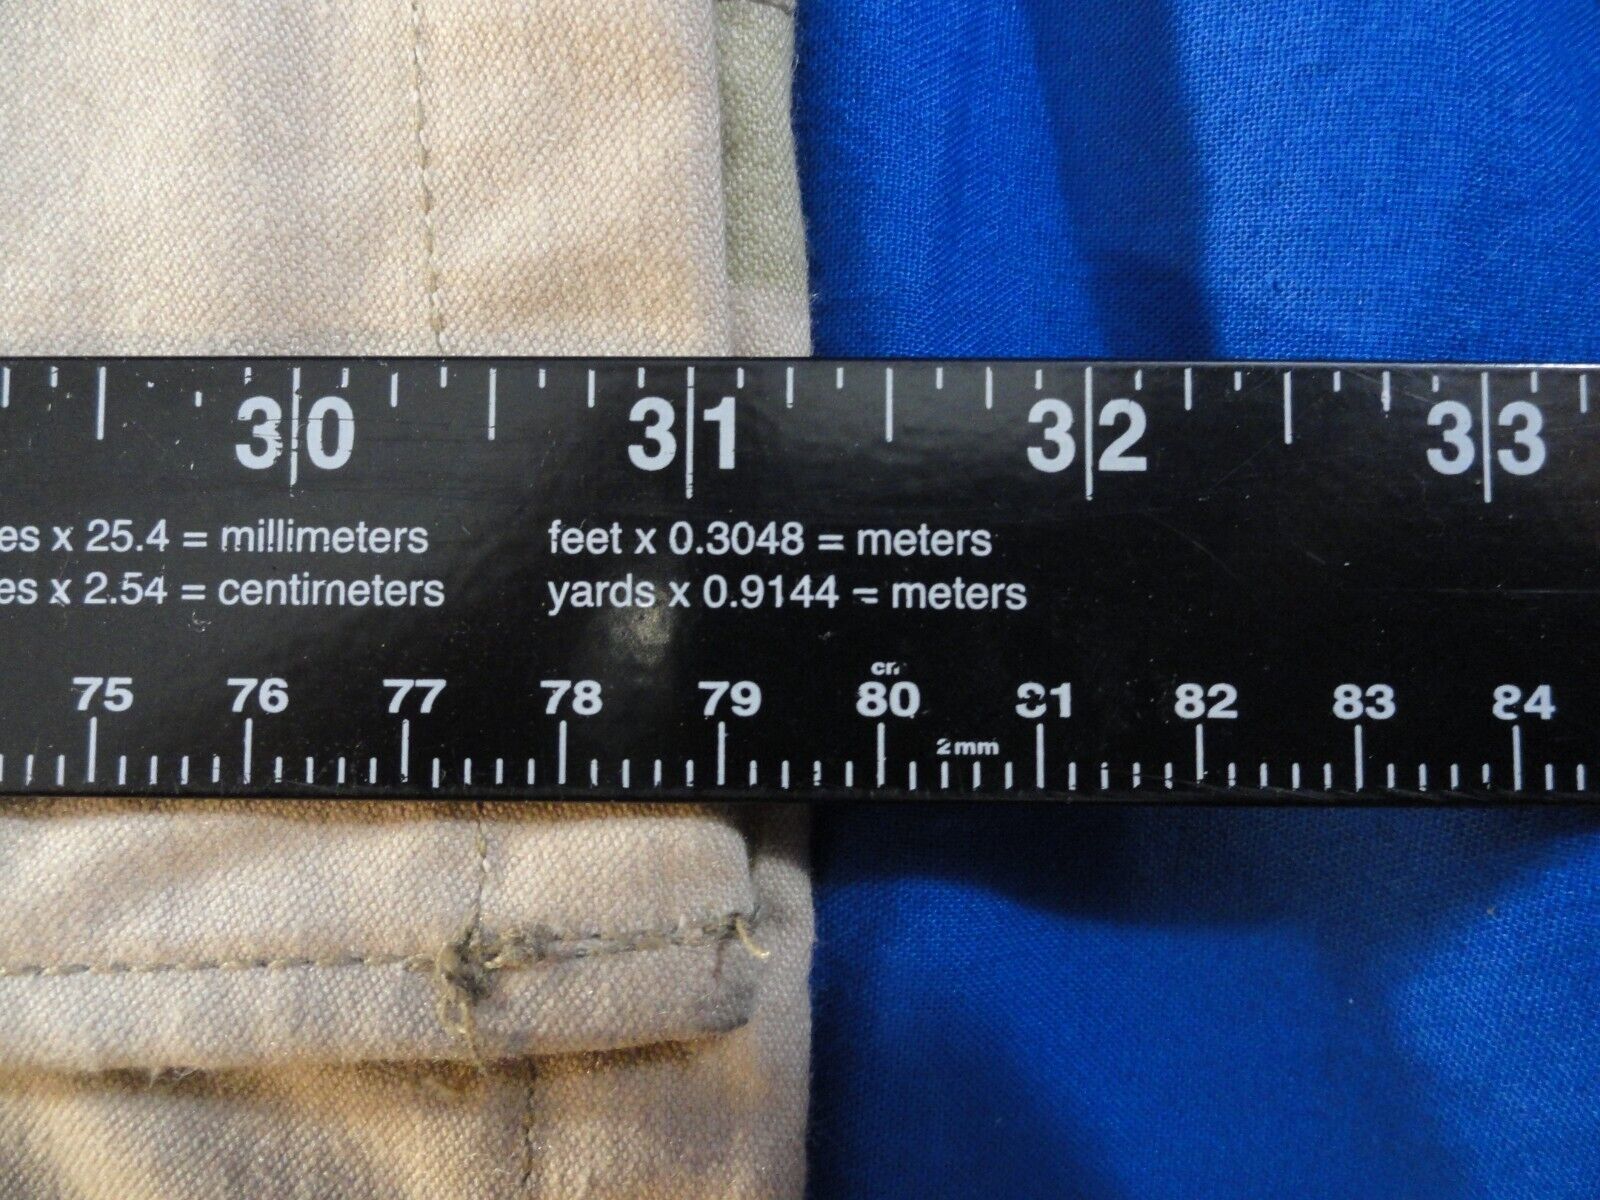 30 31 32 33
es x 25.4 = millimeters feet x 0.3048 = meters
es x 2.54 = centimeters yards x 0.9144 = meters
cm
75 76 77 78 79 80 81 82 83 84
2mm